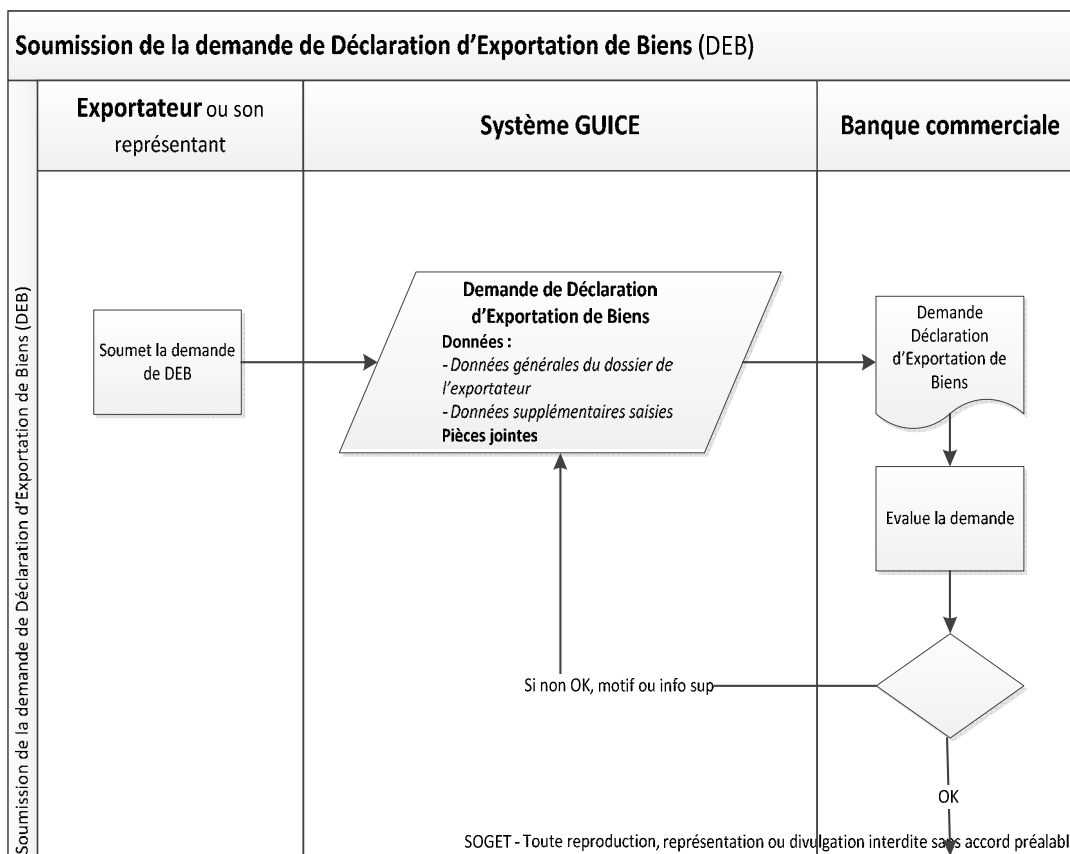 Soumission de la demande de Déclaration d'Exportation de Biens (DEB)
Soumission de la demande de Déclaration d'Exportation de Biens (DEB)
Exportateur ou son
représentant
Système GUICE
Banque commerciale
Soumet la demande
de DEB
Demande de Déclaration
d'Exportation de Biens
Données :
- Données générales du dossier de
l'exportateur
- Données supplémentaires saisies
Pièces jointes
Demande
Déclaration
d'Exportation de
Biens
Evalue la demande
Si non OK, motif ou info sup
OK
SOGET - Toute reproduction, représentation ou divulgation interdite sans accord préalabl